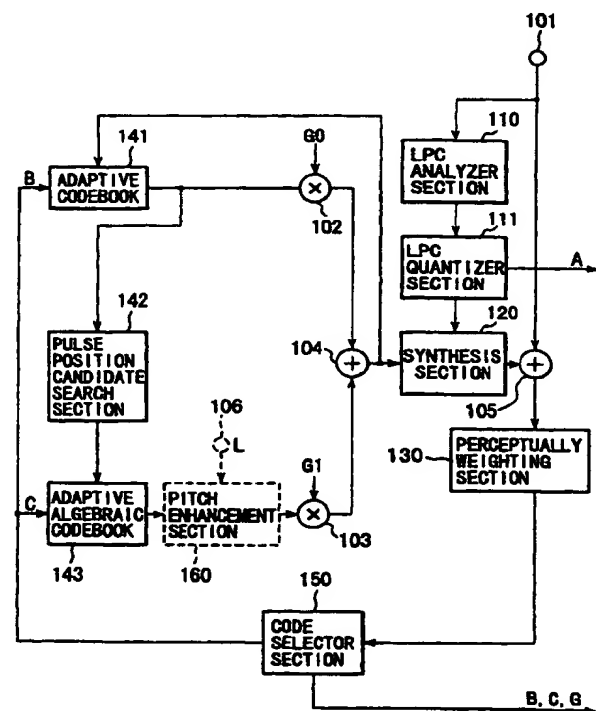 101
141
B
ADAPTIVE
CODEBOOK
G0
102
110
LPC
ANALYZER
SECTION
111
LPC
QUANTIZER
SECTION
A
142
PULSE
POSITION
CANDIDATE
SEARCH
SECTION
104
120
SYNTHESIS
SECTION
105
106
L
G1
130
PERCEPTUALLY
WEIGHTING
SECTION
C
ADAPTIVE
ALGEBRAIC
CODEBOOK
143
PITCH
ENHANCEMENT
SECTION
160
103
150
CODE
SELECTOR
SECTION
B, C, G